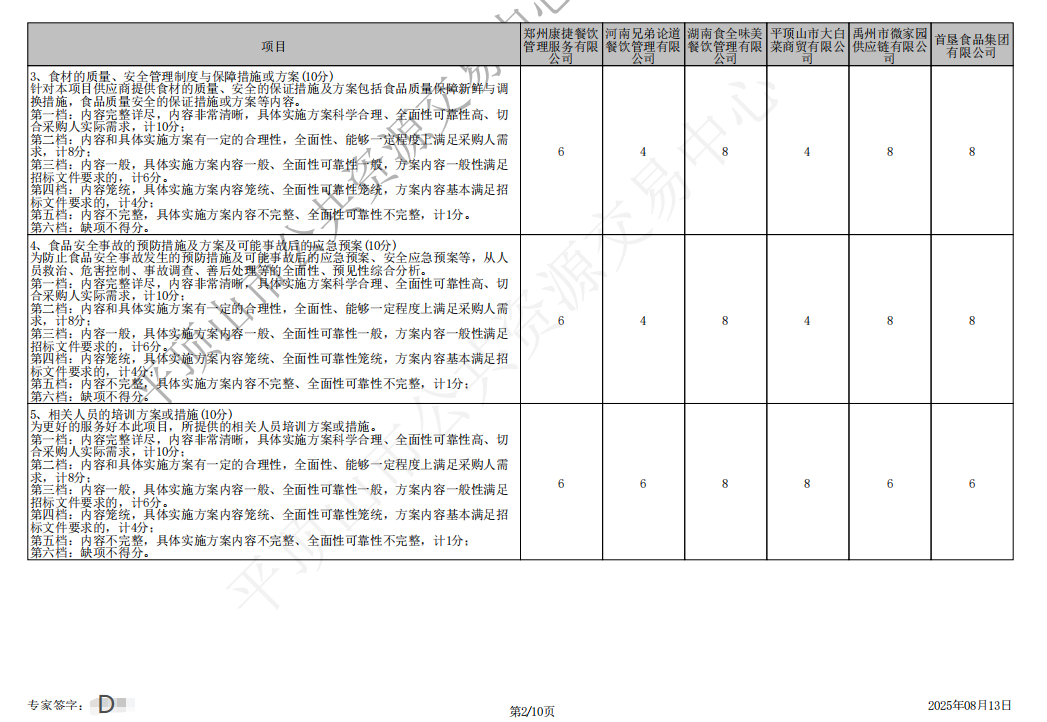 项目
郑州康捷餐饮
管理服务有限
公司
河南兄弟论道
餐饮管理有限
公司
湖南食全味美
餐饮管理有限
公司
平顶山市大白
菜商贸有限公
司
禹州市微家园
供应链有限公
司
首垦食品集团
有限公司
3、食材的质量、安全管理制度与保障措施或方案(10分)
针对本项目供应商提供食材的质量、安全的保证措施及方案包括食品质量保障新鲜与调
换措施，食品质量安全的保证措施或方案等内容。
第一档：内容完整详尽，内容非常清晰，具体实施方案科学合理、全面性可靠性高、切
合采购人实际需求，计10分；
第二档：内容和具体实施方案有一定的合理性，全面性、能够一定程度上满足采购人需
求，计8分；
第三档：内容一般，具体实施方案内容一般、全面性可靠性一般，方案内容一般性满足
招标文件要求的，计6分。
第四档：内容笼统，具体实施方案内容笼统、全面性可靠性笼统，方案内容基本满足招
标文件要求的，计4分；
第五档：内容不完整，具体实施方案内容不完整、全面性可靠性不完整，计1分。
第六档：缺项不得分。
6 4 8 4 8 8
4、食品安全事故的预防措施及方案及可能事故后的应急预案(10分)
为防止食品安全事故发生的预防措施及可能事故后的应急预案、安全应急预案等，从人
员救治、危害控制、事故调查、善后处理等的全面性、预见性综合分析。
第一档：内容完整详尽，内容非常清晰，具体实施方案科学合理、全面性可靠性高、切
合采购人实际需求，计10分；
第二档：内容和具体实施方案有一定的合理性，全面性、能够一定程度上满足采购人需
求，计8分；
第三档：内容一般，具体实施方案内容一般、全面性可靠性一般，方案内容一般性满足
招标文件要求的，计6分。
第四档：内容笼统，具体实施方案内容笼统、全面性可靠性笼统，方案内容基本满足招
标文件要求的，计4分；
第五档：内容不完整，具体实施方案内容不完整、全面性可靠性不完整，计1分；
第六档：缺项不得分。
6 4 8 4 8 8
5、相关人员的培训方案或措施(10分)
为更好的服务好本此项目，所提供的相关人员培训方案或措施。
第一档：内容完整详尽，内容非常清晰，具体实施方案科学合理、全面性可靠性高、切
合采购人实际需求，计10分；
第二档：内容和具体实施方案有一定的合理性，全面性、能够一定程度上满足采购人需
求，计8分；
第三档：内容一般，具体实施方案内容一般、全面性可靠性一般，方案内容一般性满足
招标文件要求的，计6分。
第四档：内容笼统，具体实施方案内容笼统、全面性可靠性笼统，方案内容基本满足招
标文件要求的，计4分；
第五档：内容不完整，具体实施方案内容不完整、全面性可靠性不完整，计1分；
第六档：缺项不得分。
6 6 8 8 6 6
平顶山市公共资源交易中心
平顶山市公共资源交易中心
专家签字： D
第2/10页
2025年08月13日